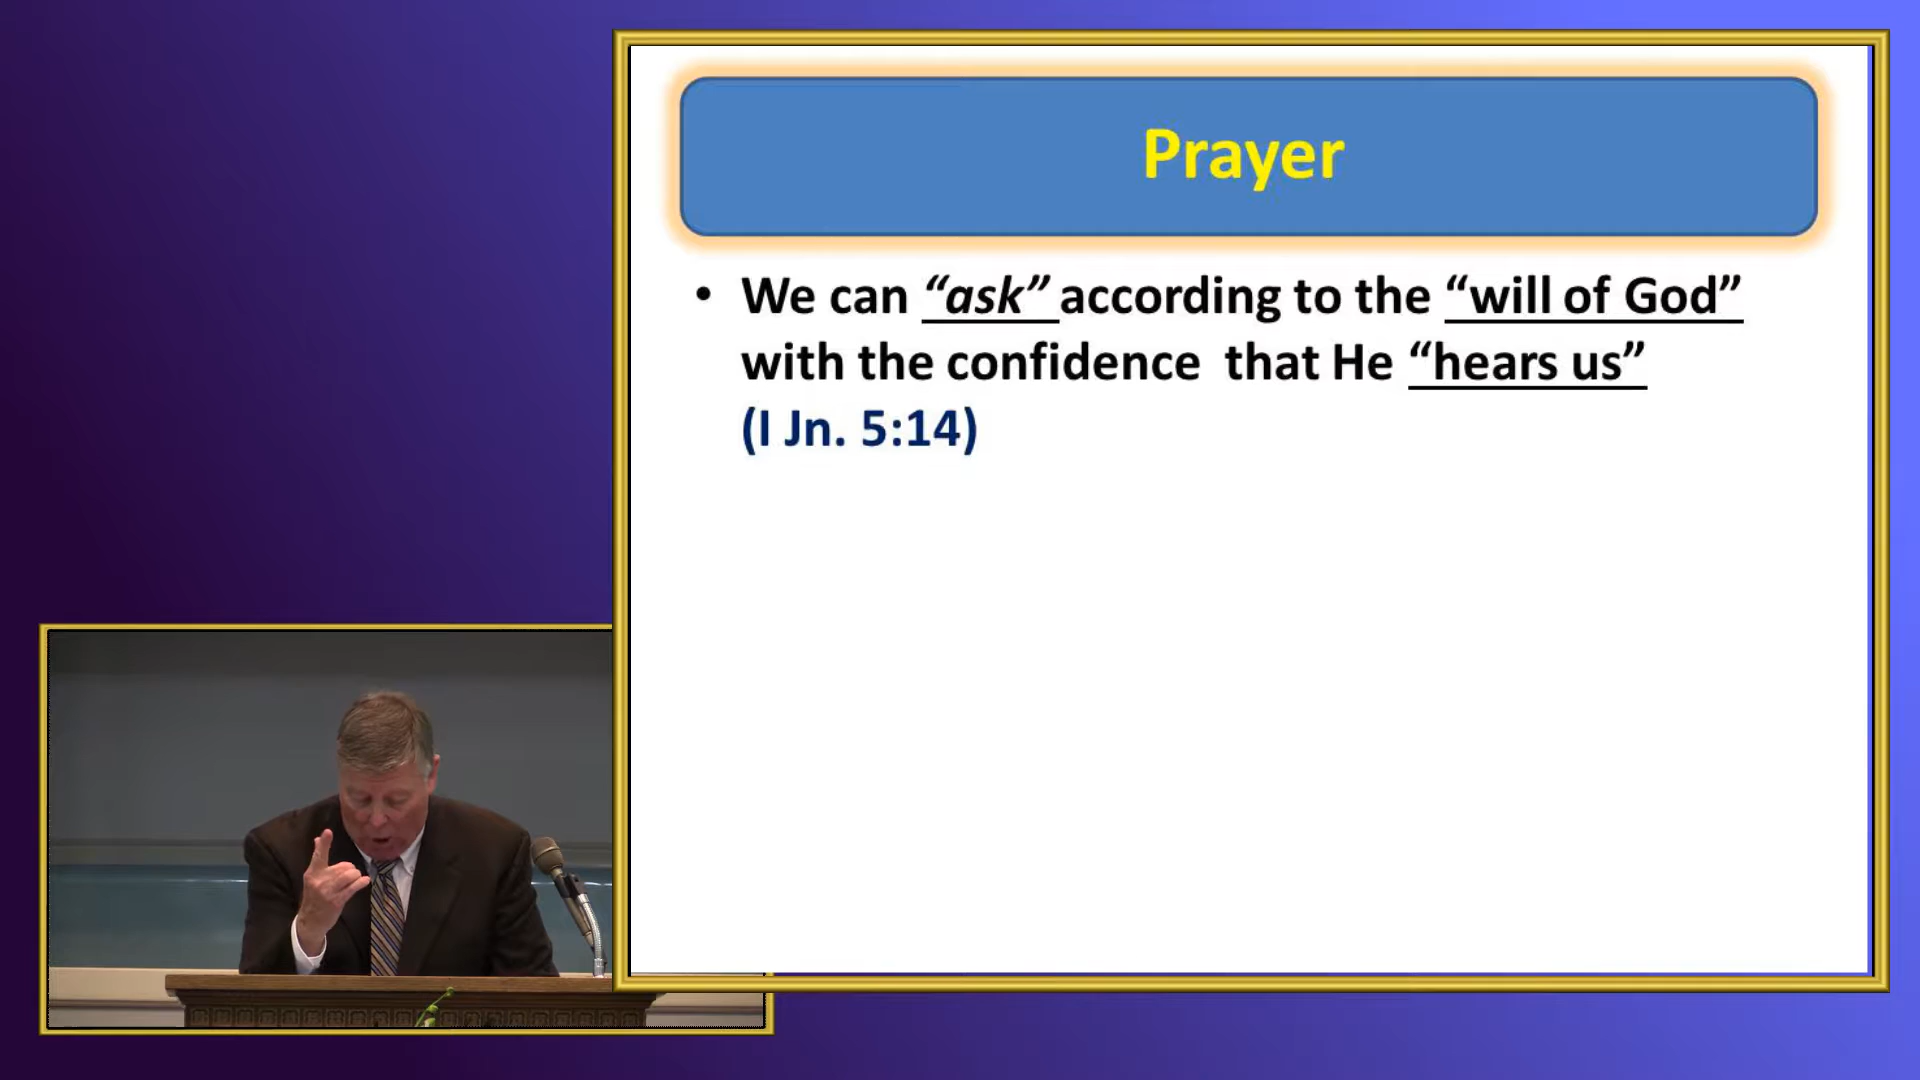 Prayer
• We can “ask” according to the “will of God”
with the confidence  that He “hears us”
(I Jn. 5:14)